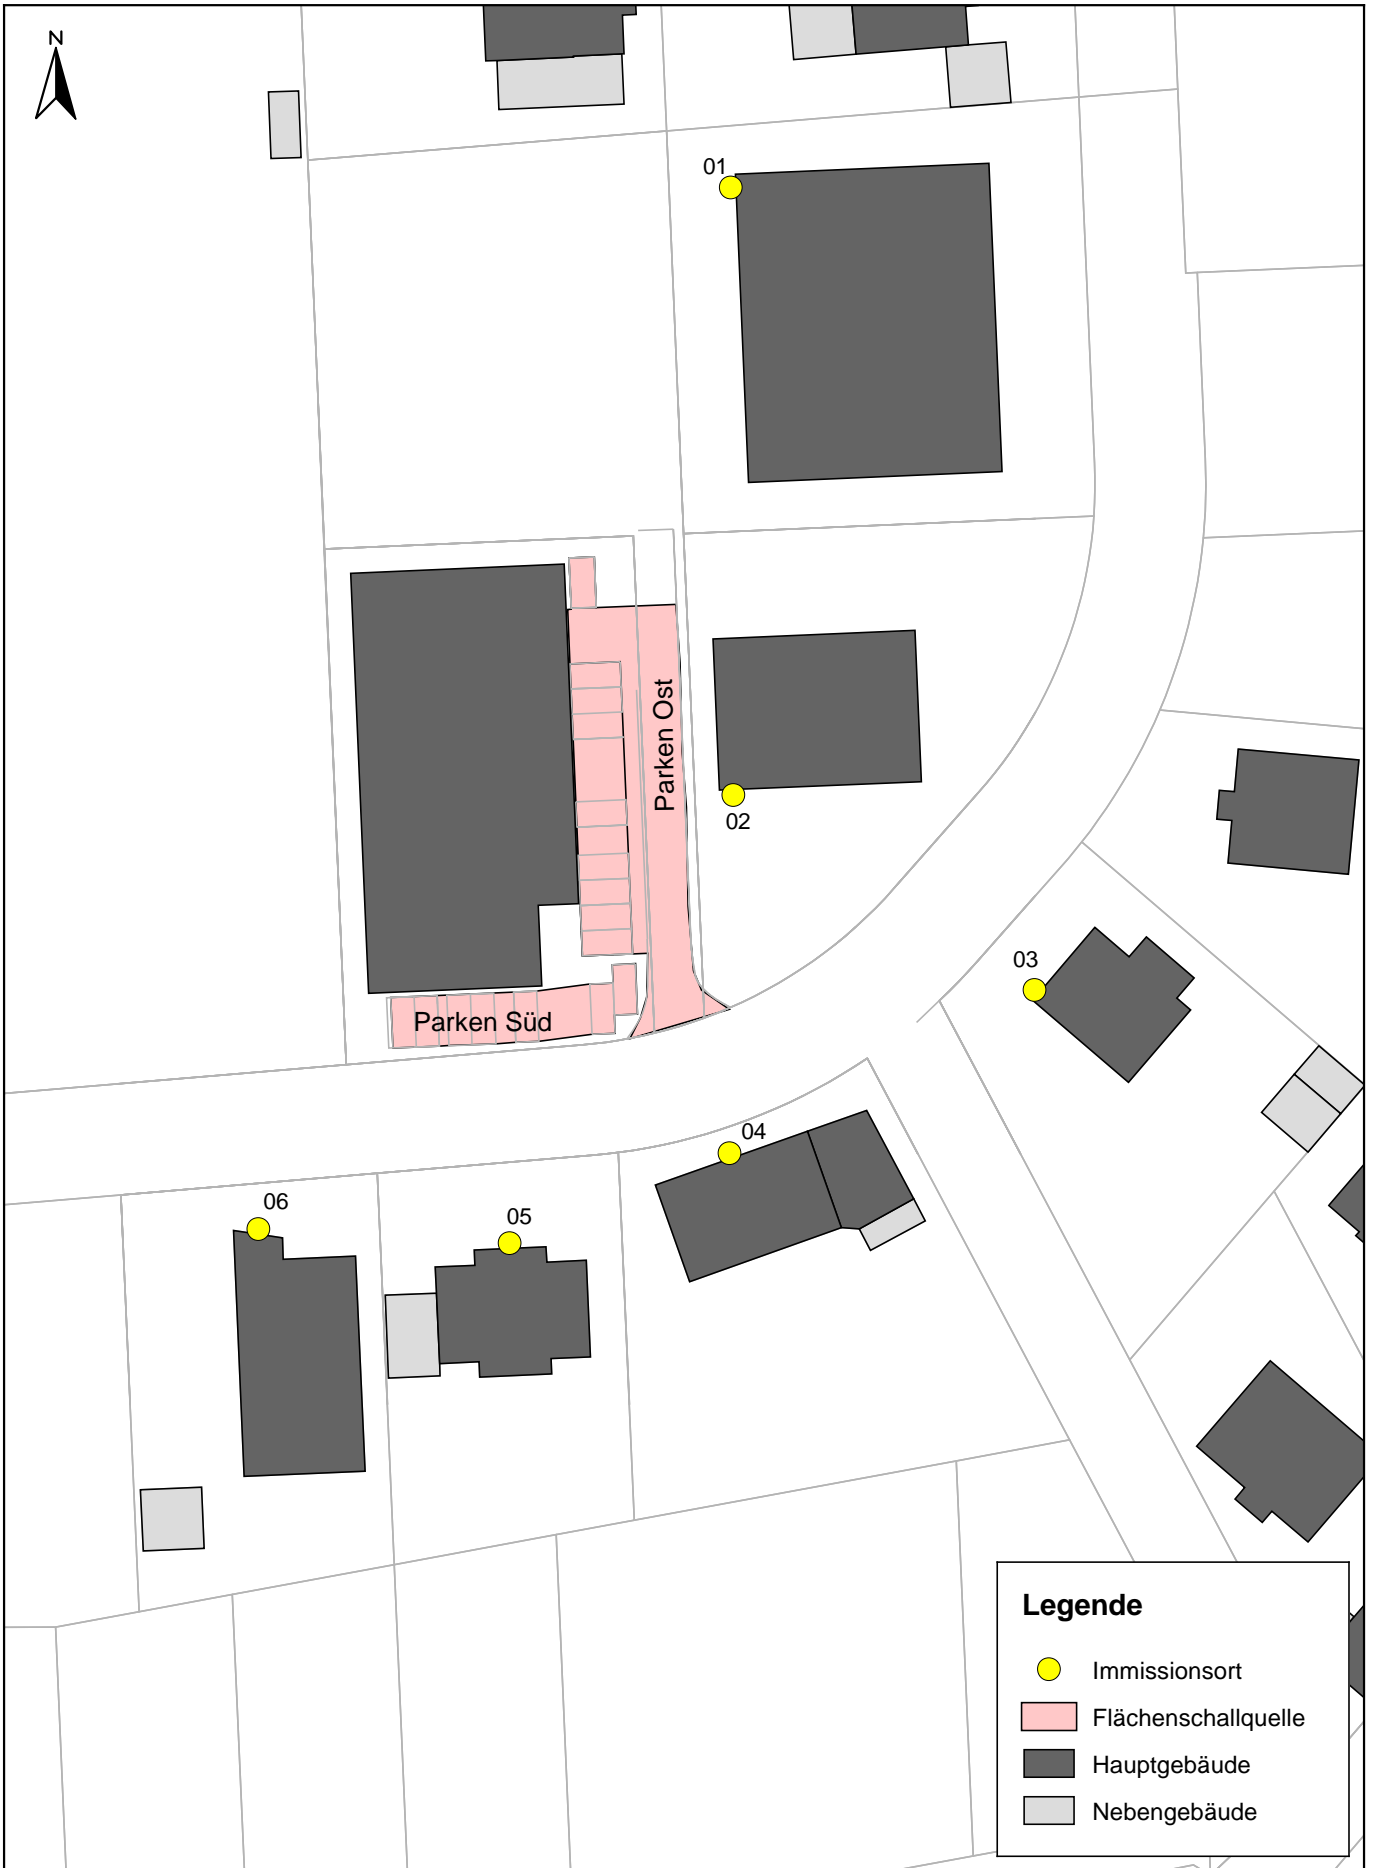 N
01
Parken Ost
02
03
Parken Süd
04
06
05
Legende
Immissionsort
Flächenschallquelle
Hauptgebäude
Nebengebäude